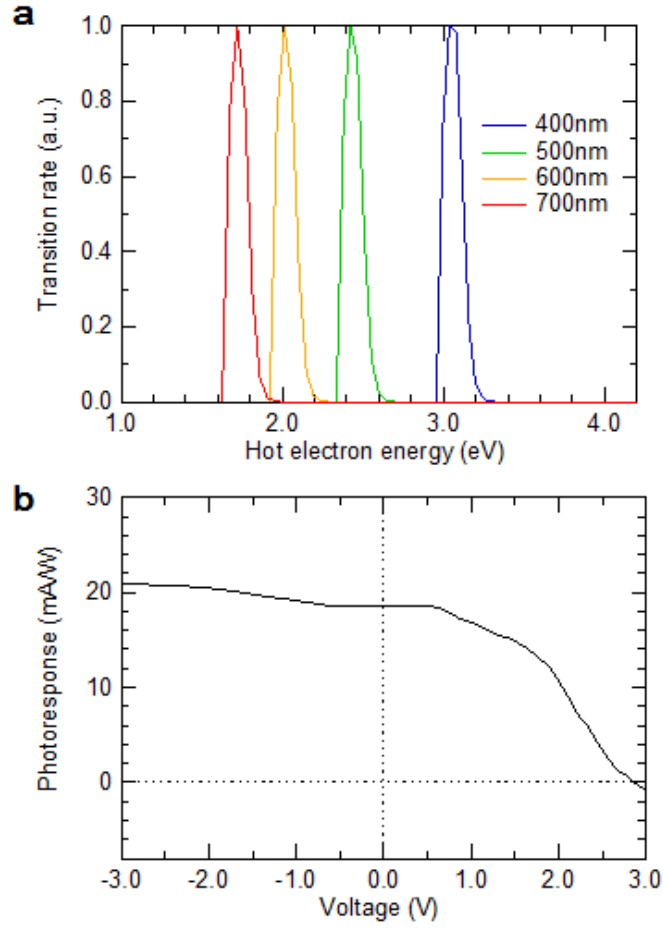 a
Transition rate (a.u.)
1.0
0.8
0.6
0.4
0.2
0.0
400nm
500nm
600nm
700nm
1.0 2.0 3.0 4.0
Hot electron energy (eV)
b
Photoresponse (mA/W)
30
20
10
0
-3.0 -2.0 -1.0 0.0 1.0 2.0 3.0
Voltage (V)